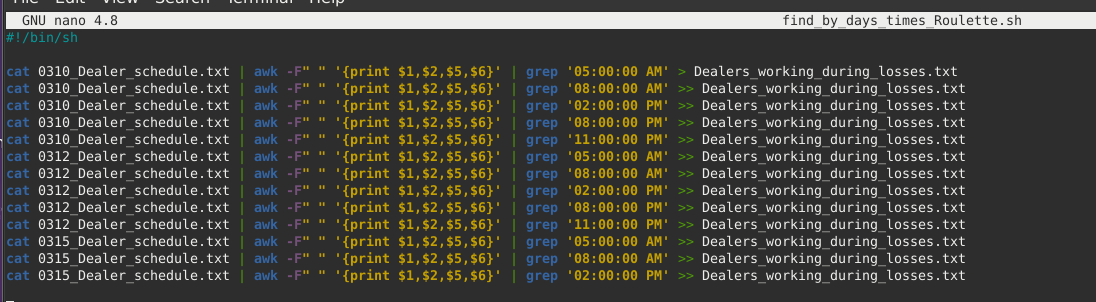 File Edit View Search Terminal Help
GNU nano 4.8 find_by_days_times_Roulette.sh
#!/bin/sh
cat 0310_Dealer_schedule.txt | awk -F" " '{print $1,$2,$5,$6}' | grep '05:00:00 AM' > Dealers_working_during_losses.txt
cat 0310_Dealer_schedule.txt | awk -F" " '{print $1,$2,$5,$6}' | grep '08:00:00 AM' >> Dealers_working_during_losses.txt
cat 0310_Dealer_schedule.txt | awk -F" " '{print $1,$2,$5,$6}' | grep '02:00:00 PM' >> Dealers_working_during_losses.txt
cat 0310_Dealer_schedule.txt | awk -F" " '{print $1,$2,$5,$6}' | grep '08:00:00 PM' >> Dealers_working_during_losses.txt
cat 0310_Dealer_schedule.txt | awk -F" " '{print $1,$2,$5,$6}' | grep '11:00:00 PM' >> Dealers_working_during_losses.txt
cat 0312_Dealer_schedule.txt | awk -F" " '{print $1,$2,$5,$6}' | grep '05:00:00 AM' >> Dealers_working_during_losses.txt
cat 0312_Dealer_schedule.txt | awk -F" " '{print $1,$2,$5,$6}' | grep '08:00:00 AM' >> Dealers_working_during_losses.txt
cat 0312_Dealer_schedule.txt | awk -F" " '{print $1,$2,$5,$6}' | grep '02:00:00 PM' >> Dealers_working_during_losses.txt
cat 0312_Dealer_schedule.txt | awk -F" " '{print $1,$2,$5,$6}' | grep '08:00:00 PM' >> Dealers_working_during_losses.txt
cat 0312_Dealer_schedule.txt | awk -F" " '{print $1,$2,$5,$6}' | grep '11:00:00 PM' >> Dealers_working_during_losses.txt
cat 0315_Dealer_schedule.txt | awk -F" " '{print $1,$2,$5,$6}' | grep '05:00:00 AM' >> Dealers_working_during_losses.txt
cat 0315_Dealer_schedule.txt | awk -F" " '{print $1,$2,$5,$6}' | grep '08:00:00 AM' >> Dealers_working_during_losses.txt
cat 0315_Dealer_schedule.txt | awk -F" " '{print $1,$2,$5,$6}' | grep '02:00:00 PM' >> Dealers_working_during_losses.txt